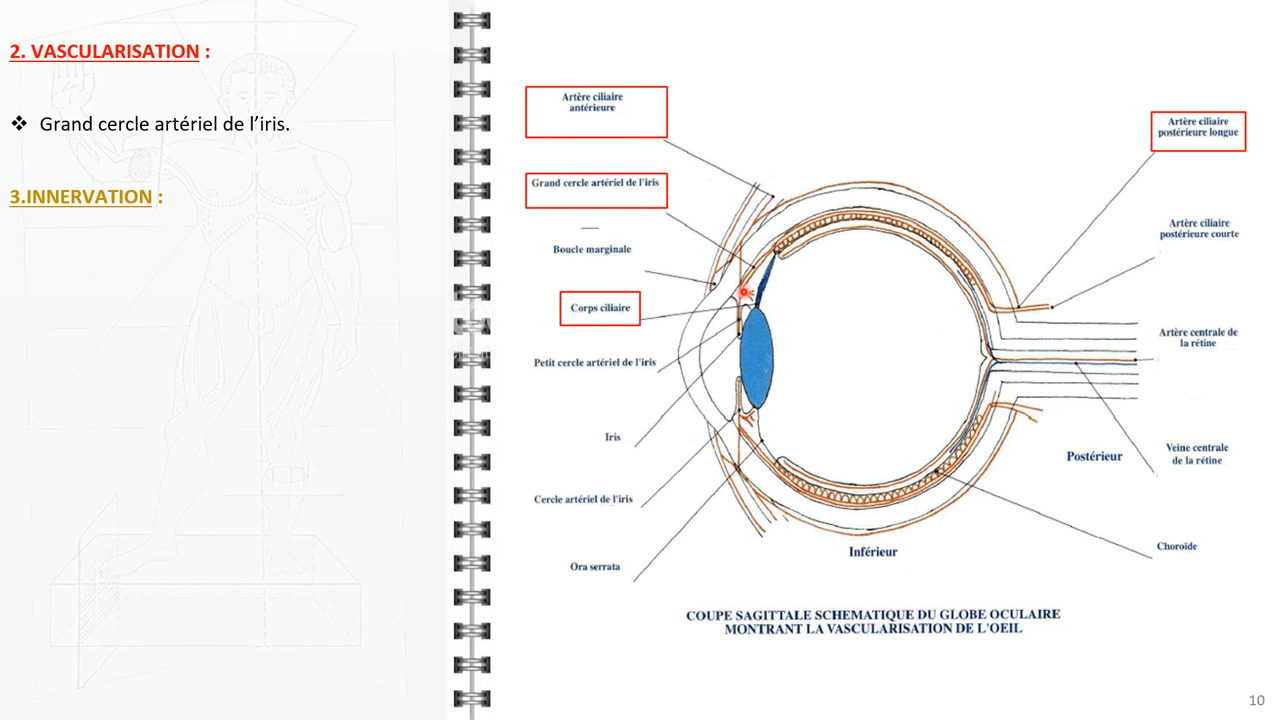 2. VASCULARISATION :
❖ Grand cercle artériel de l’iris.
3.INNERVATION :
Artère ciliaire
antérieure
Grand cercle artériel de l'iris
Boucle marginale
Corps ciliaire
Petit cercle artériel de l'iris
Iris
Cercle artériel de l'iris
Ora serrata
Artère ciliaire
postérieure longue
Artère ciliaire
postérieure courte
Artère centrale de
la rétine
Postérieur
Veine centrale
de la rétine
Choroïde
Inférieur
COUPE SAGITTALE SCHEMATIQUE DU GLOBE OCULAIRE
MONTRANT LA VASCULARISATION DE L'OEIL
10